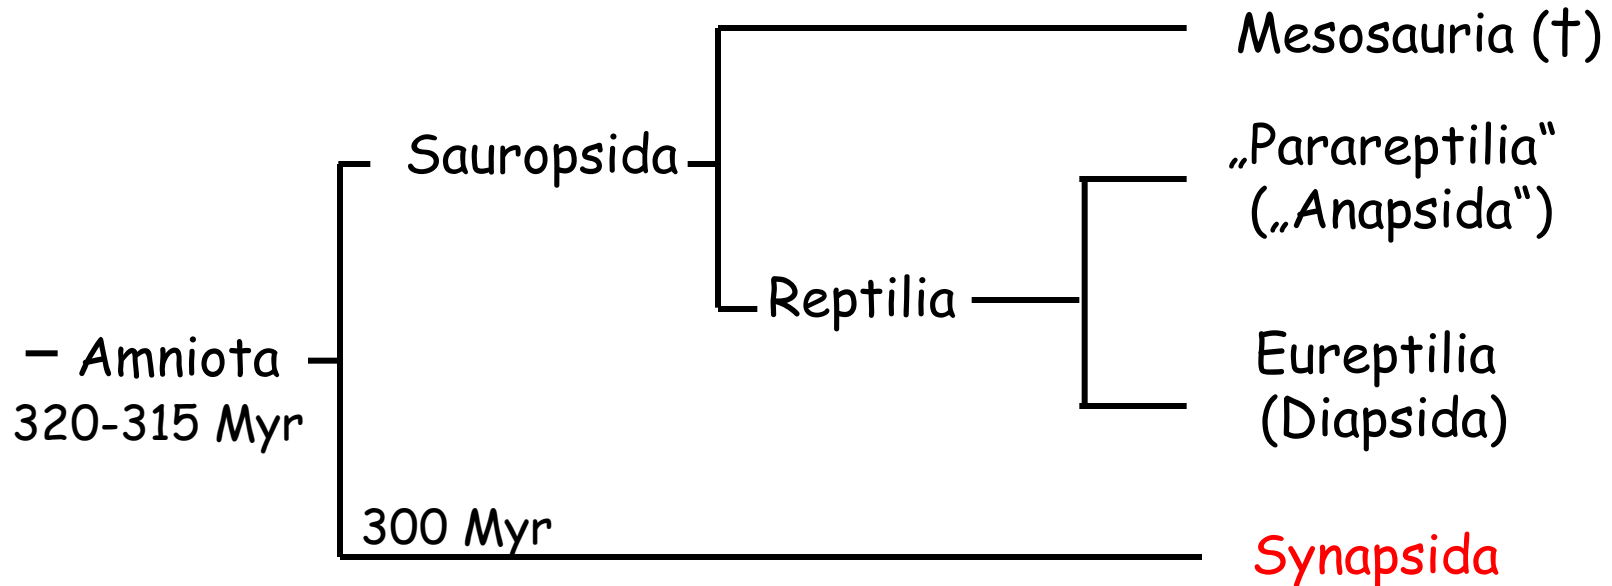 Mesosauria (†)
„Parareptilia“
(„Anapsida“)
Sauropsida
Reptilia
Eureptilia
(Diapsida)
– Amniota
320-315 Myr
300 Myr
Synapsida